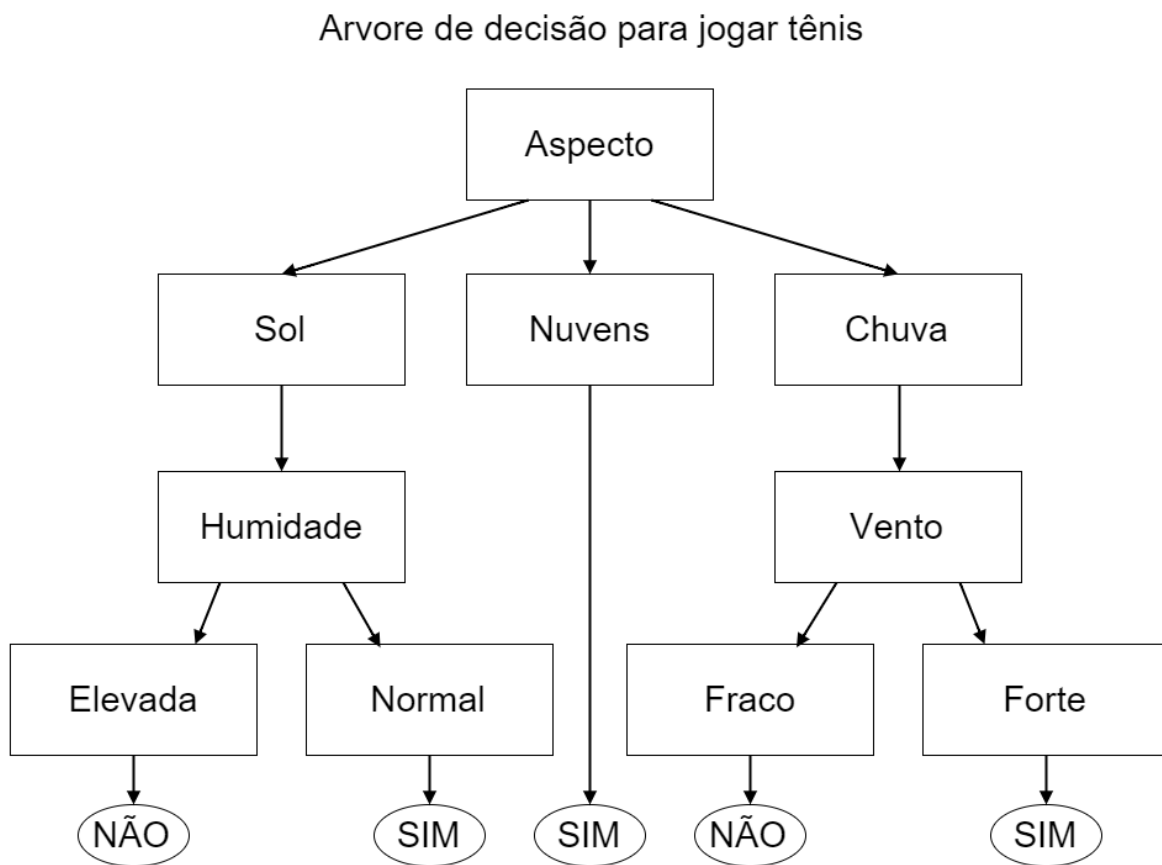 Arvore de decisão para jogar tênis
Aspecto
Sol
Nuvens
Chuva
Humidade
Vento
Elevada
Normal
Fraco
Forte
NÃO
SIM
SIM
NÃO
SIM